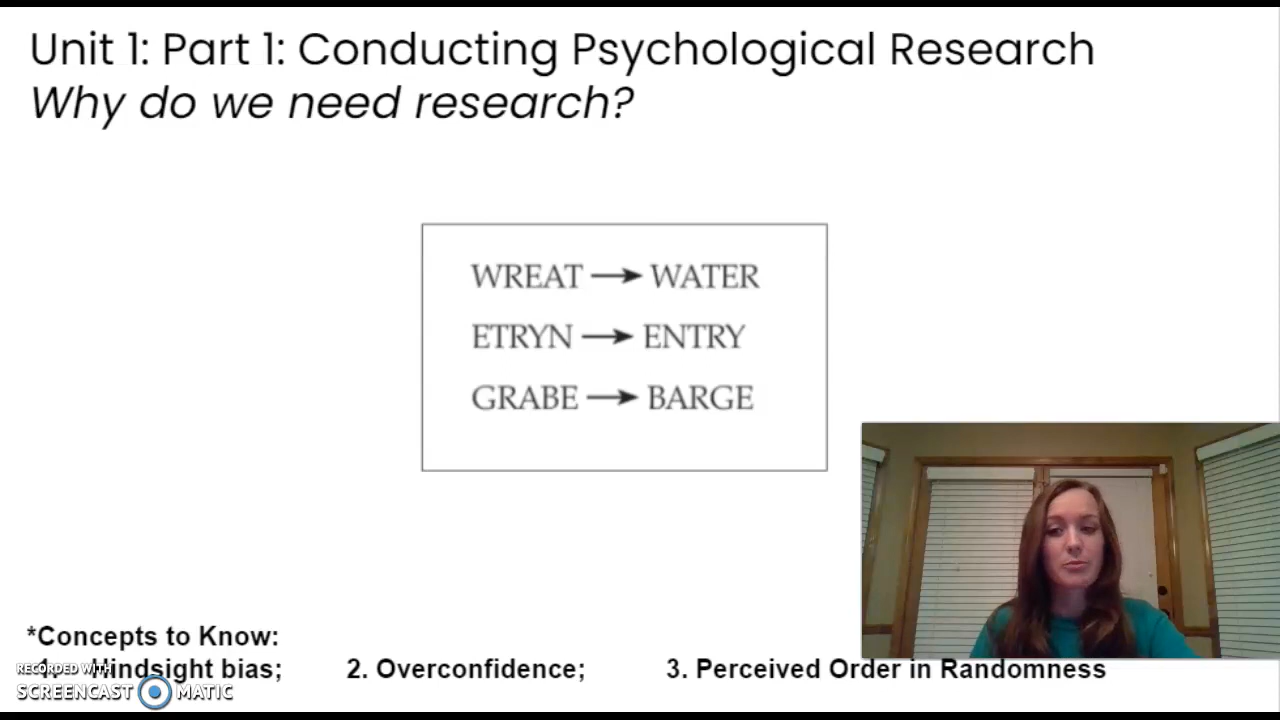 Unit 1: Part 1: Conducting Psychological Research
Why do we need research?
WREAT → WATER
ETRYN → ENTRY
GRABE → BARGE
*Concepts to Know:
Hindsight bias; 2. Overconfidence; 3. Perceived Order in Randomness
RECORDED WITH
SCREENCAST MATIC